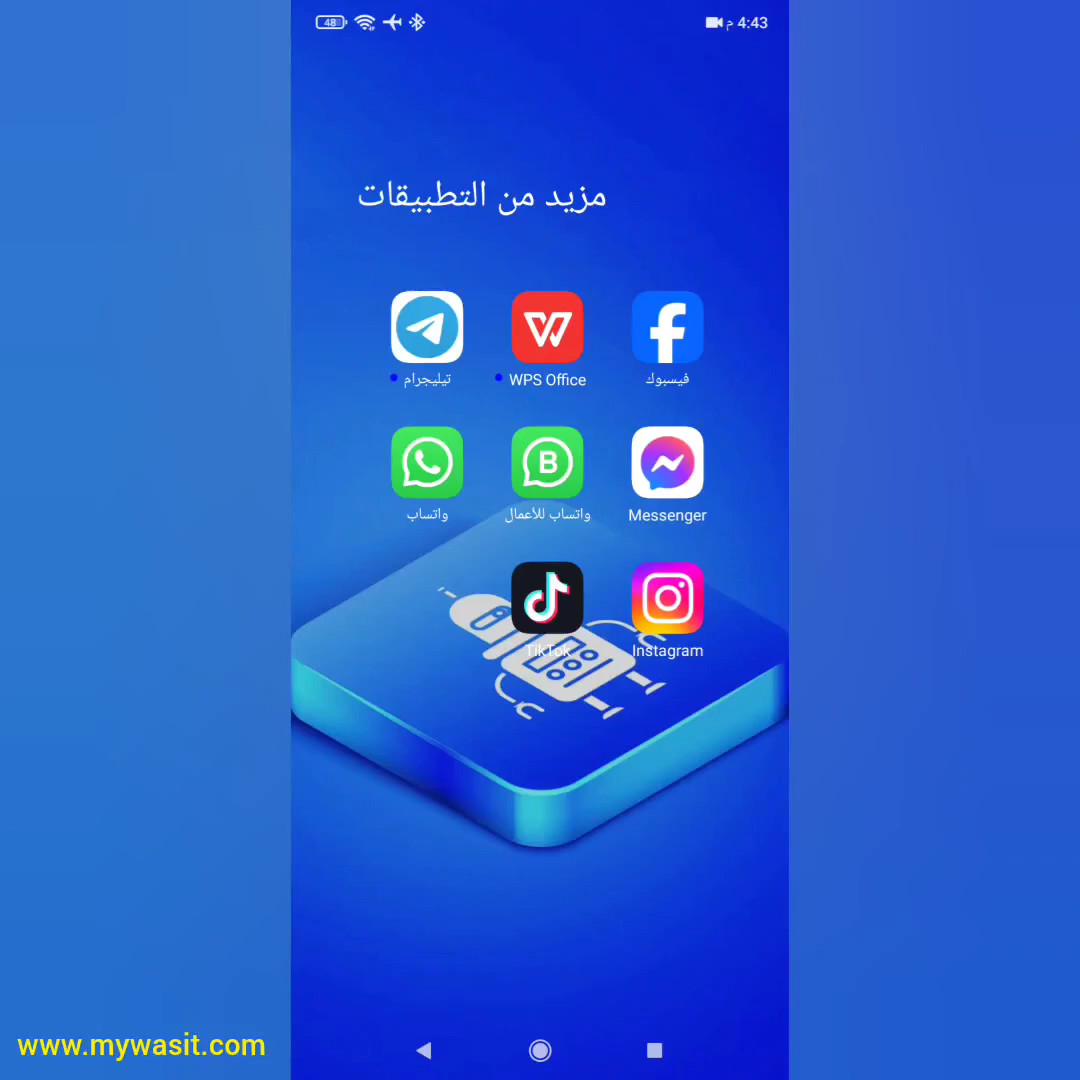 48
4:43 م
مزيد من التطبيقات
فيسبوك
WPS Office
تيليجرام
Messenger
واتساب للأعمال
واتساب
Instagram
TikTok
www.mywasit.com